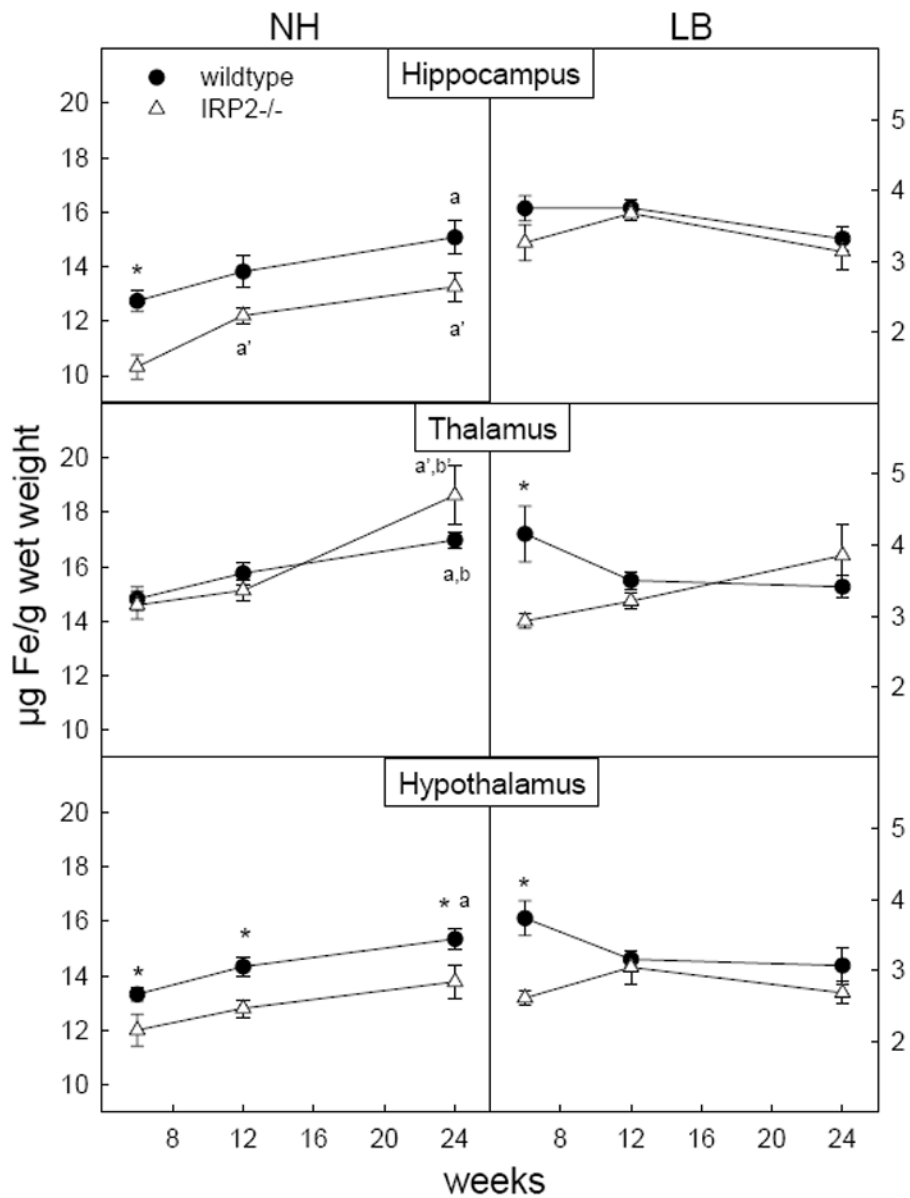 NH LB
Hippocampus
wildtype
IRP2-/-
20
18
16
14
12
10
5
4
3
2
*
a
a'
a'
Thalamus
20
18
16
14
12
10
5
4
3
2
a',b'
a,b
*
Hypothalamus
20
18
16
14
12
10
5
4
3
2
*
*
* a
*
8 12 16 20 24 8 12 16 20 24
weeks
µg Fe/g wet weight